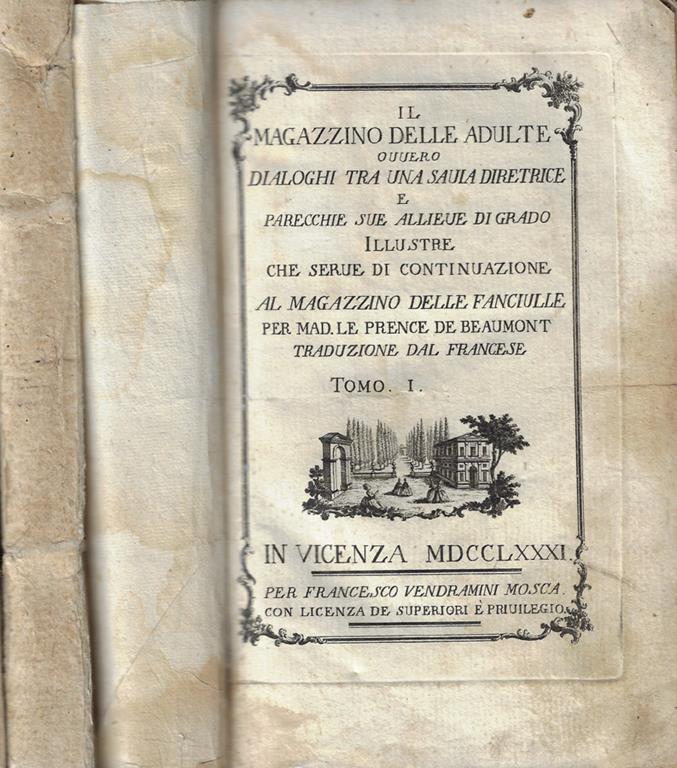 IL
MAGAZZINO DELLE ADULTE
OUUERO
DIALOGHI TRA UNA SAUIA DIRETRICE
E
PARECCHIE SUE ALLIEUE DI GRADO
ILLUSTRE
CHE SERUE DI CONTINUAZIONE
AL MAGAZZINO DELLE FANCIULLE
PER MAD. LE PRENCE DE BEAUMONT
TRADUZIONE DAL FRANCESE
TOMO. I.
IN VICENZA MDCCLXXXI.
PER FRANCESCO VENDRAMINI MOSCA.
CON LICENZA DE SUPERIORI È PRIUILEGIO.